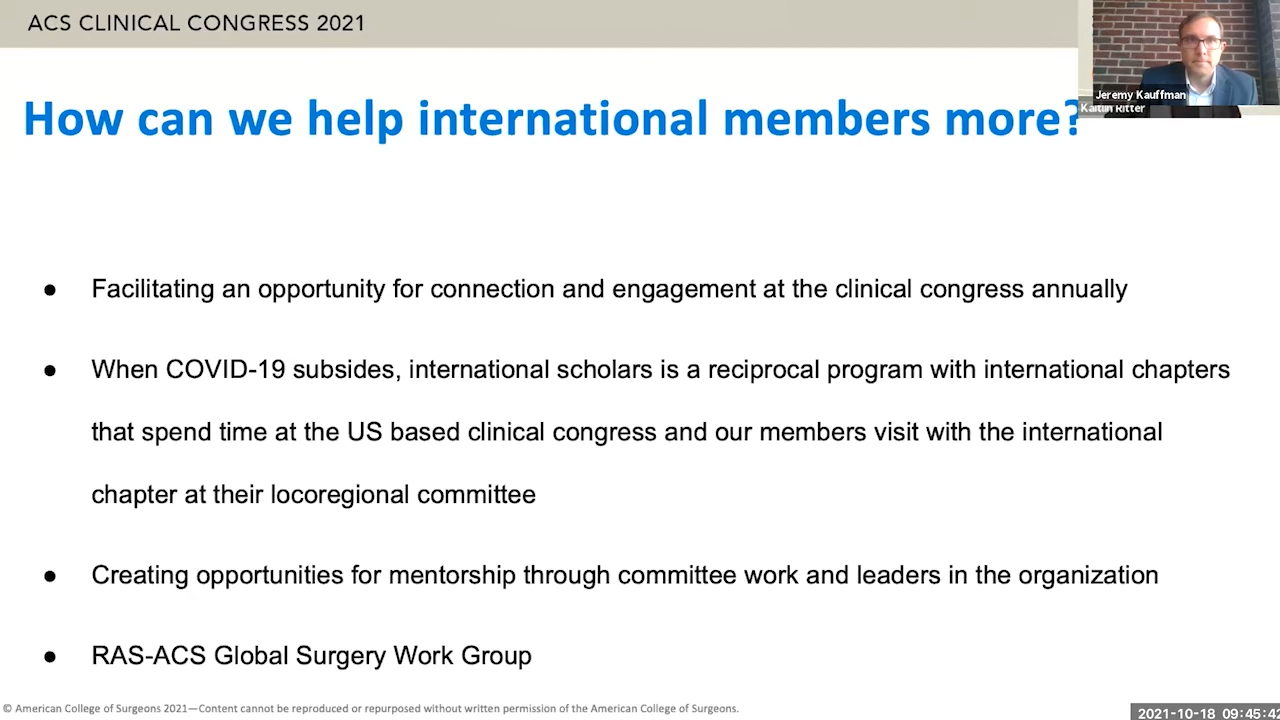 ACS CLINICAL CONGRESS 2021
Jeremy Kauffman
Kaitlin Ritter
How can we help international members more?
● Facilitating an opportunity for connection and engagement at the clinical congress annually
● When COVID-19 subsides, international scholars is a reciprocal program with international chapters
that spend time at the US based clinical congress and our members visit with the international
chapter at their locoregional committee
● Creating opportunities for mentorship through committee work and leaders in the organization
● RAS-ACS Global Surgery Work Group
© American College of Surgeons 2021—Content cannot be reproduced or repurposed without written permission of the American College of Surgeons.
2021-10-18 09:45:42